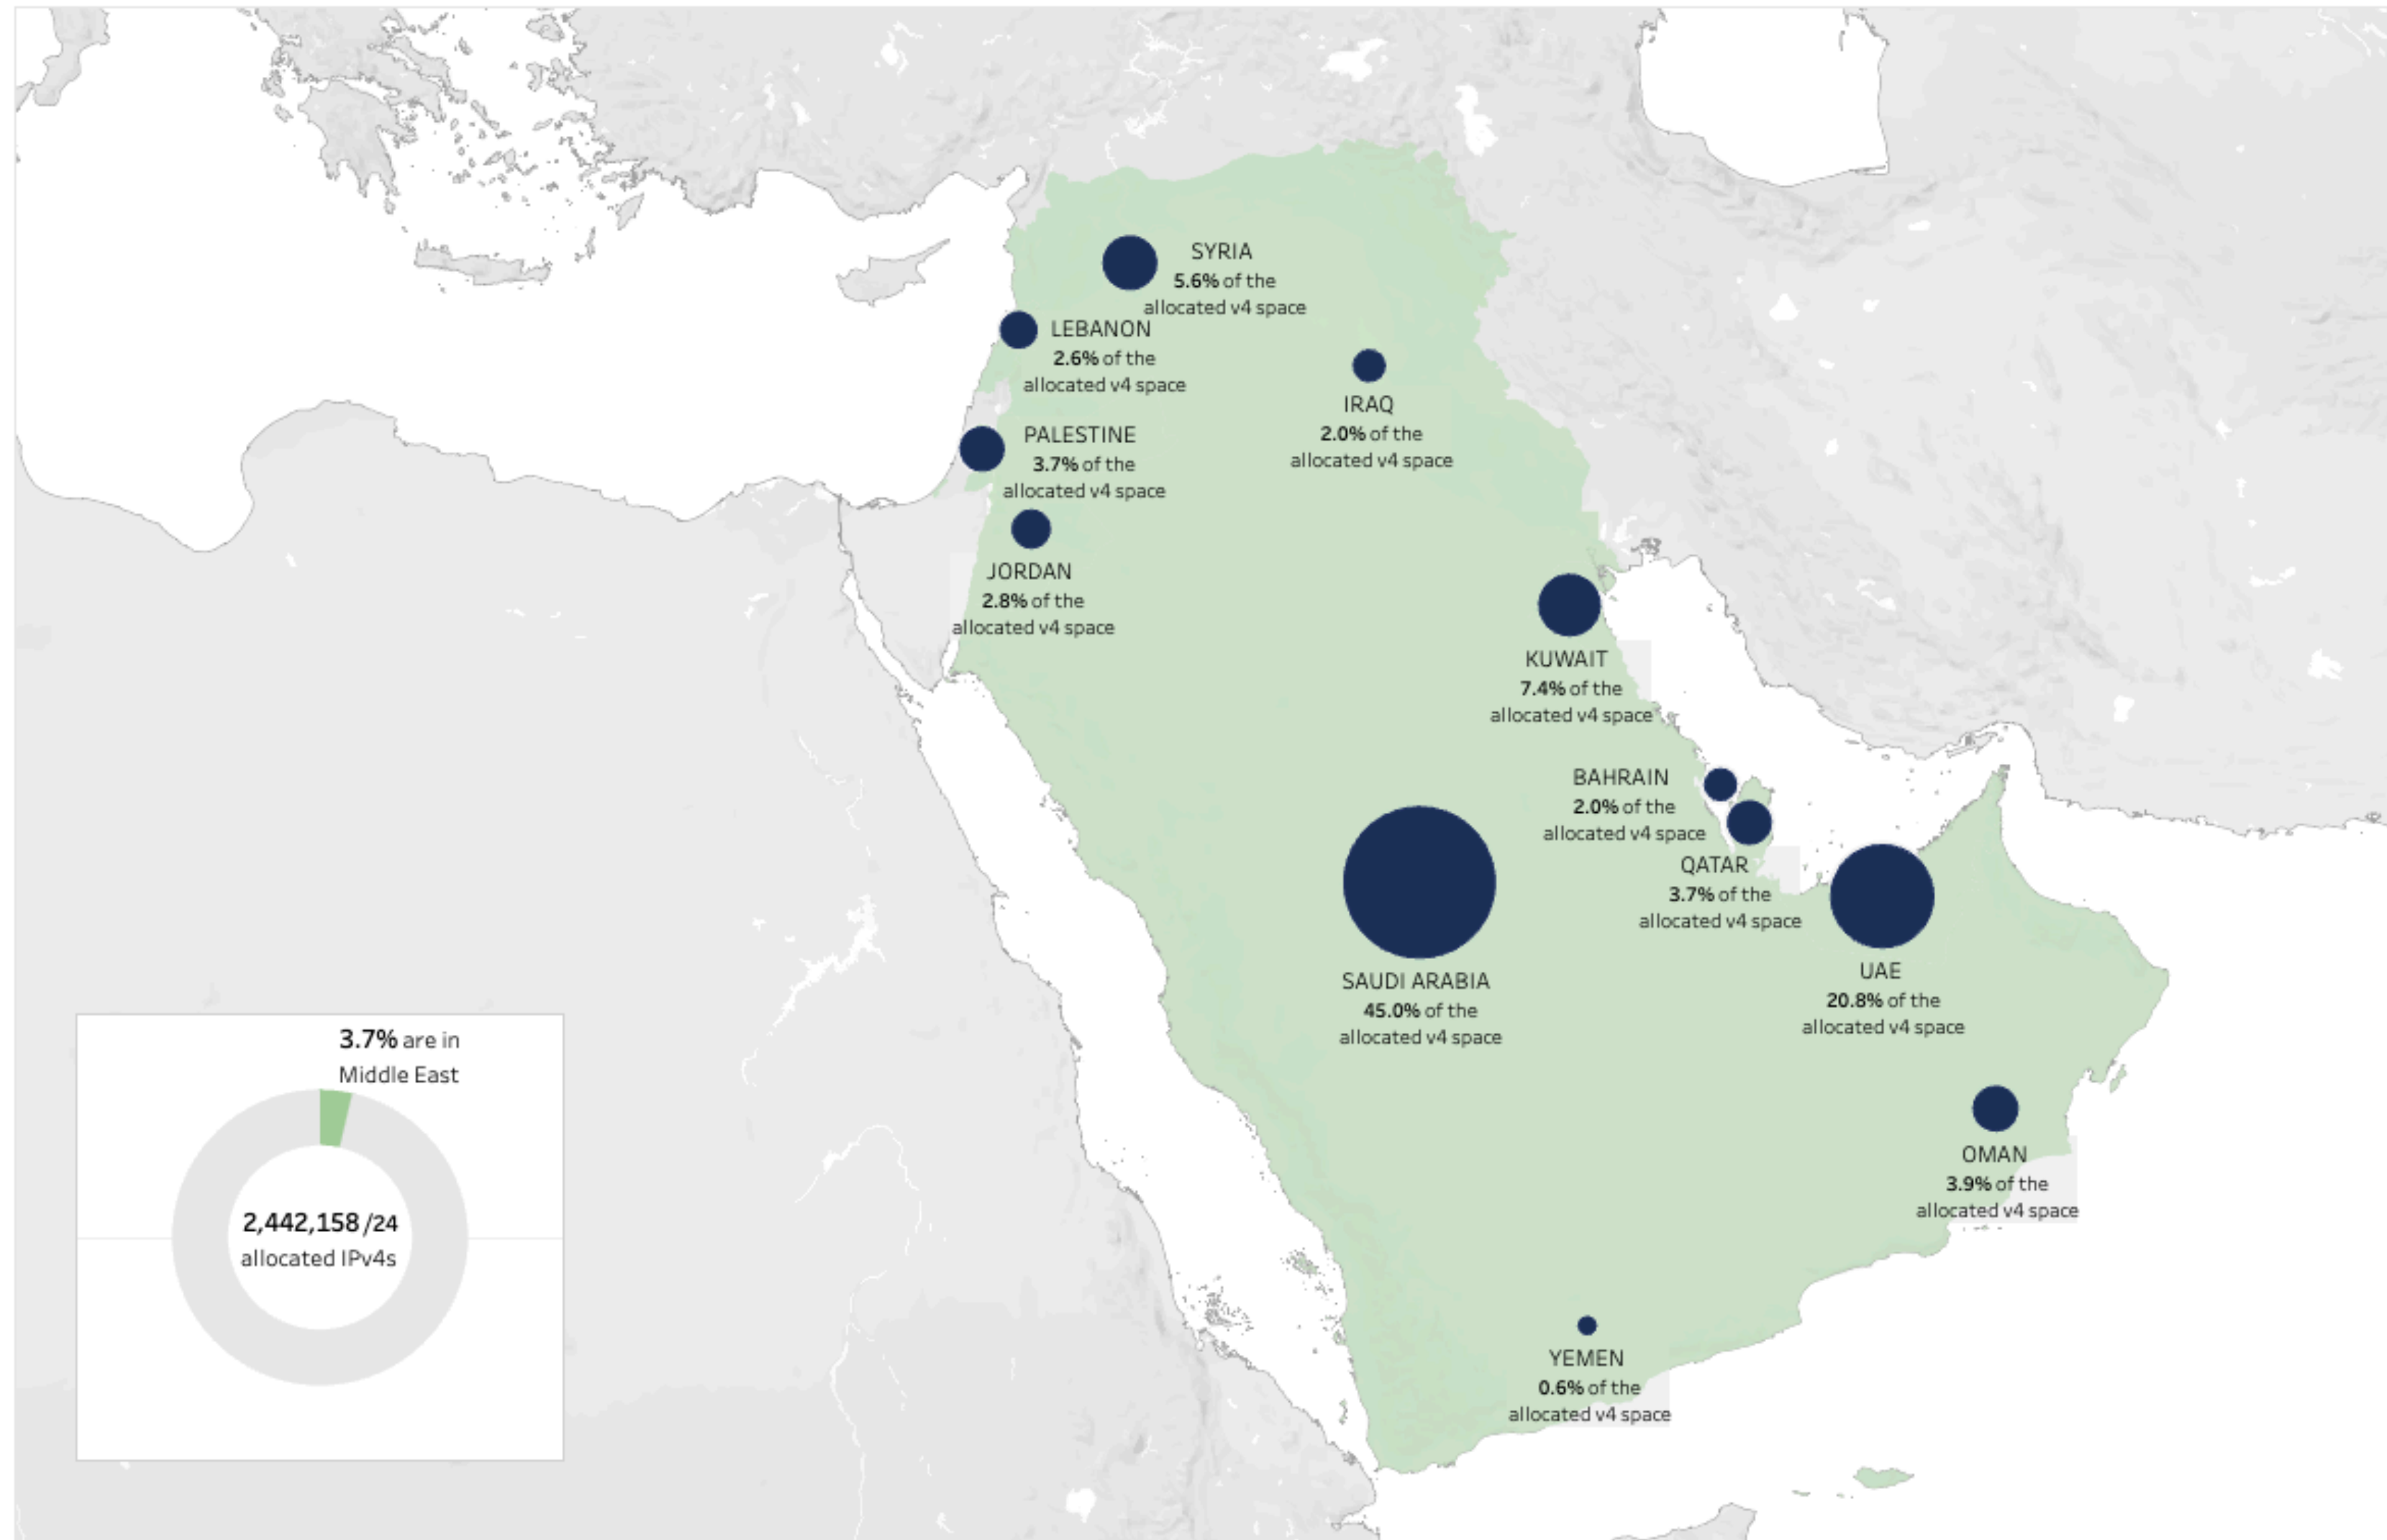 SYRIA
5.6% of the
allocated v4 space
LEBANON
2.6% of the
allocated v4 space
IRAQ
2.0% of the
allocated v4 space
PALESTINE
3.7% of the
allocated v4 space
JORDAN
2.8% of the
allocated v4 space
KUWAIT
7.4% of the
allocated v4 space
BAHRAIN
2.0% of the
allocated v4 space
QATAR
3.7% of the
allocated v4 space
SAUDI ARABIA
45.0% of the
allocated v4 space
UAE
20.8% of the
allocated v4 space
OMAN
3.9% of the
allocated v4 space
YEMEN
0.6% of the
allocated v4 space
3.7% are in
Middle East
2,442,158 /24
allocated IPv4s